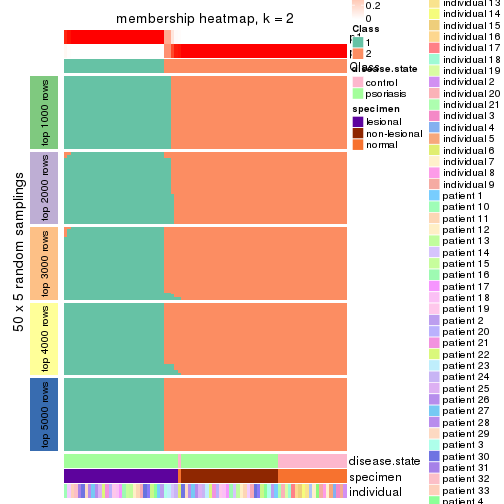 membership heatmap, k = 2
0.2
0
Class
1
2
disease.state
control
psoriasis
specimen
lesional
non-lesional
normal
Class
50 x 5 random samplings
top 1000 rows
top 2000 rows
top 3000 rows
top 4000 rows
top 5000 rows
disease.state
specimen
individual
individual 13
individual 14
individual 15
individual 16
individual 17
individual 18
individual 19
individual 2
individual 20
individual 21
individual 3
individual 4
individual 5
individual 6
individual 7
individual 8
individual 9
patient 1
patient 10
patient 11
patient 12
patient 13
patient 14
patient 15
patient 16
patient 17
patient 18
patient 19
patient 2
patient 20
patient 21
patient 22
patient 23
patient 24
patient 25
patient 26
patient 27
patient 28
patient 29
patient 3
patient 30
patient 31
patient 32
patient 33
patient 4